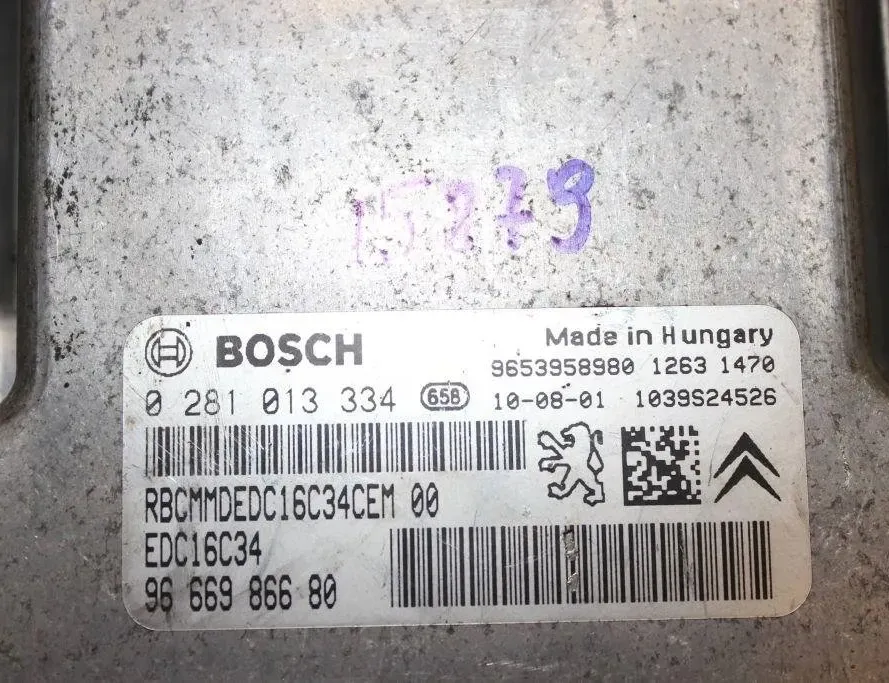 15879
BOSCH
Made in Hungary
9653958980 1263 1470
0 281 013 334 658 10-08-01 1039S24526
RBCMMDEDC16C34CEM 00
EDC16C34
96 669 866 80